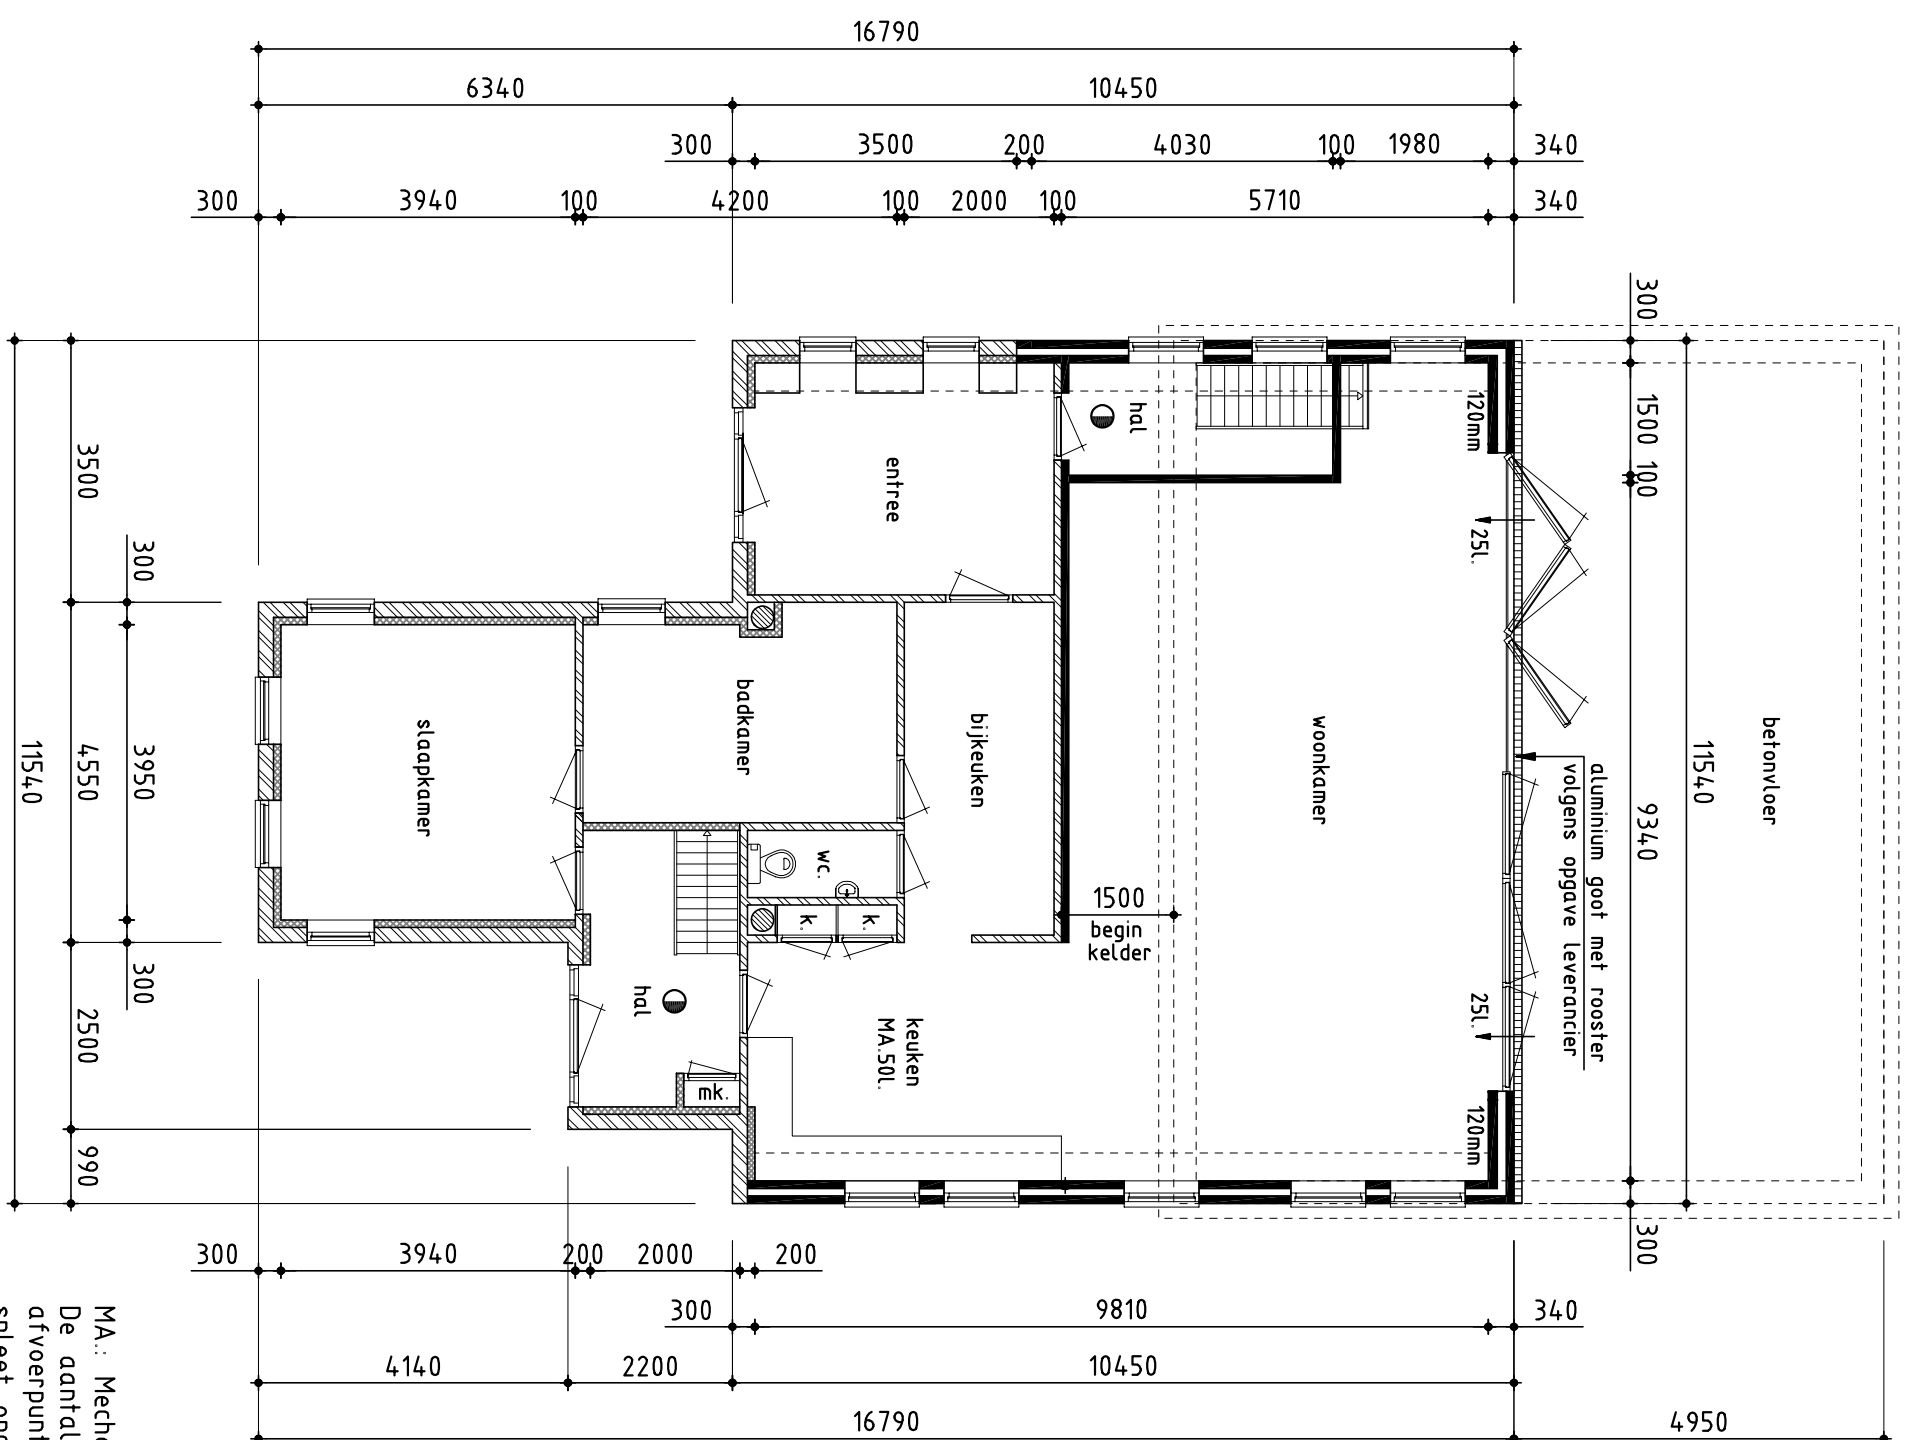 16790
6340 10450
300 3500 200 4030 100 1980 340
300 3940 100 4200 100 2000 100 5710 340
300
1500
100
9340
300
11540
betonvloer
aluminium goot met rooster
volgens opgave leverancier
120mm
25l.
25l.
120mm
hal
entree
woonkamer
bijkeuken
badkamer
slaapkamer
wc.
k.
k.
1500
begin
kelder
keuken
MA.50l.
hal
mk.
300
3950
300
3500
4550
2500
990
11540
300 3940 200 2000 200
300 9810 340
4140 2200 10450
16790 4950
MA.:
De aantal